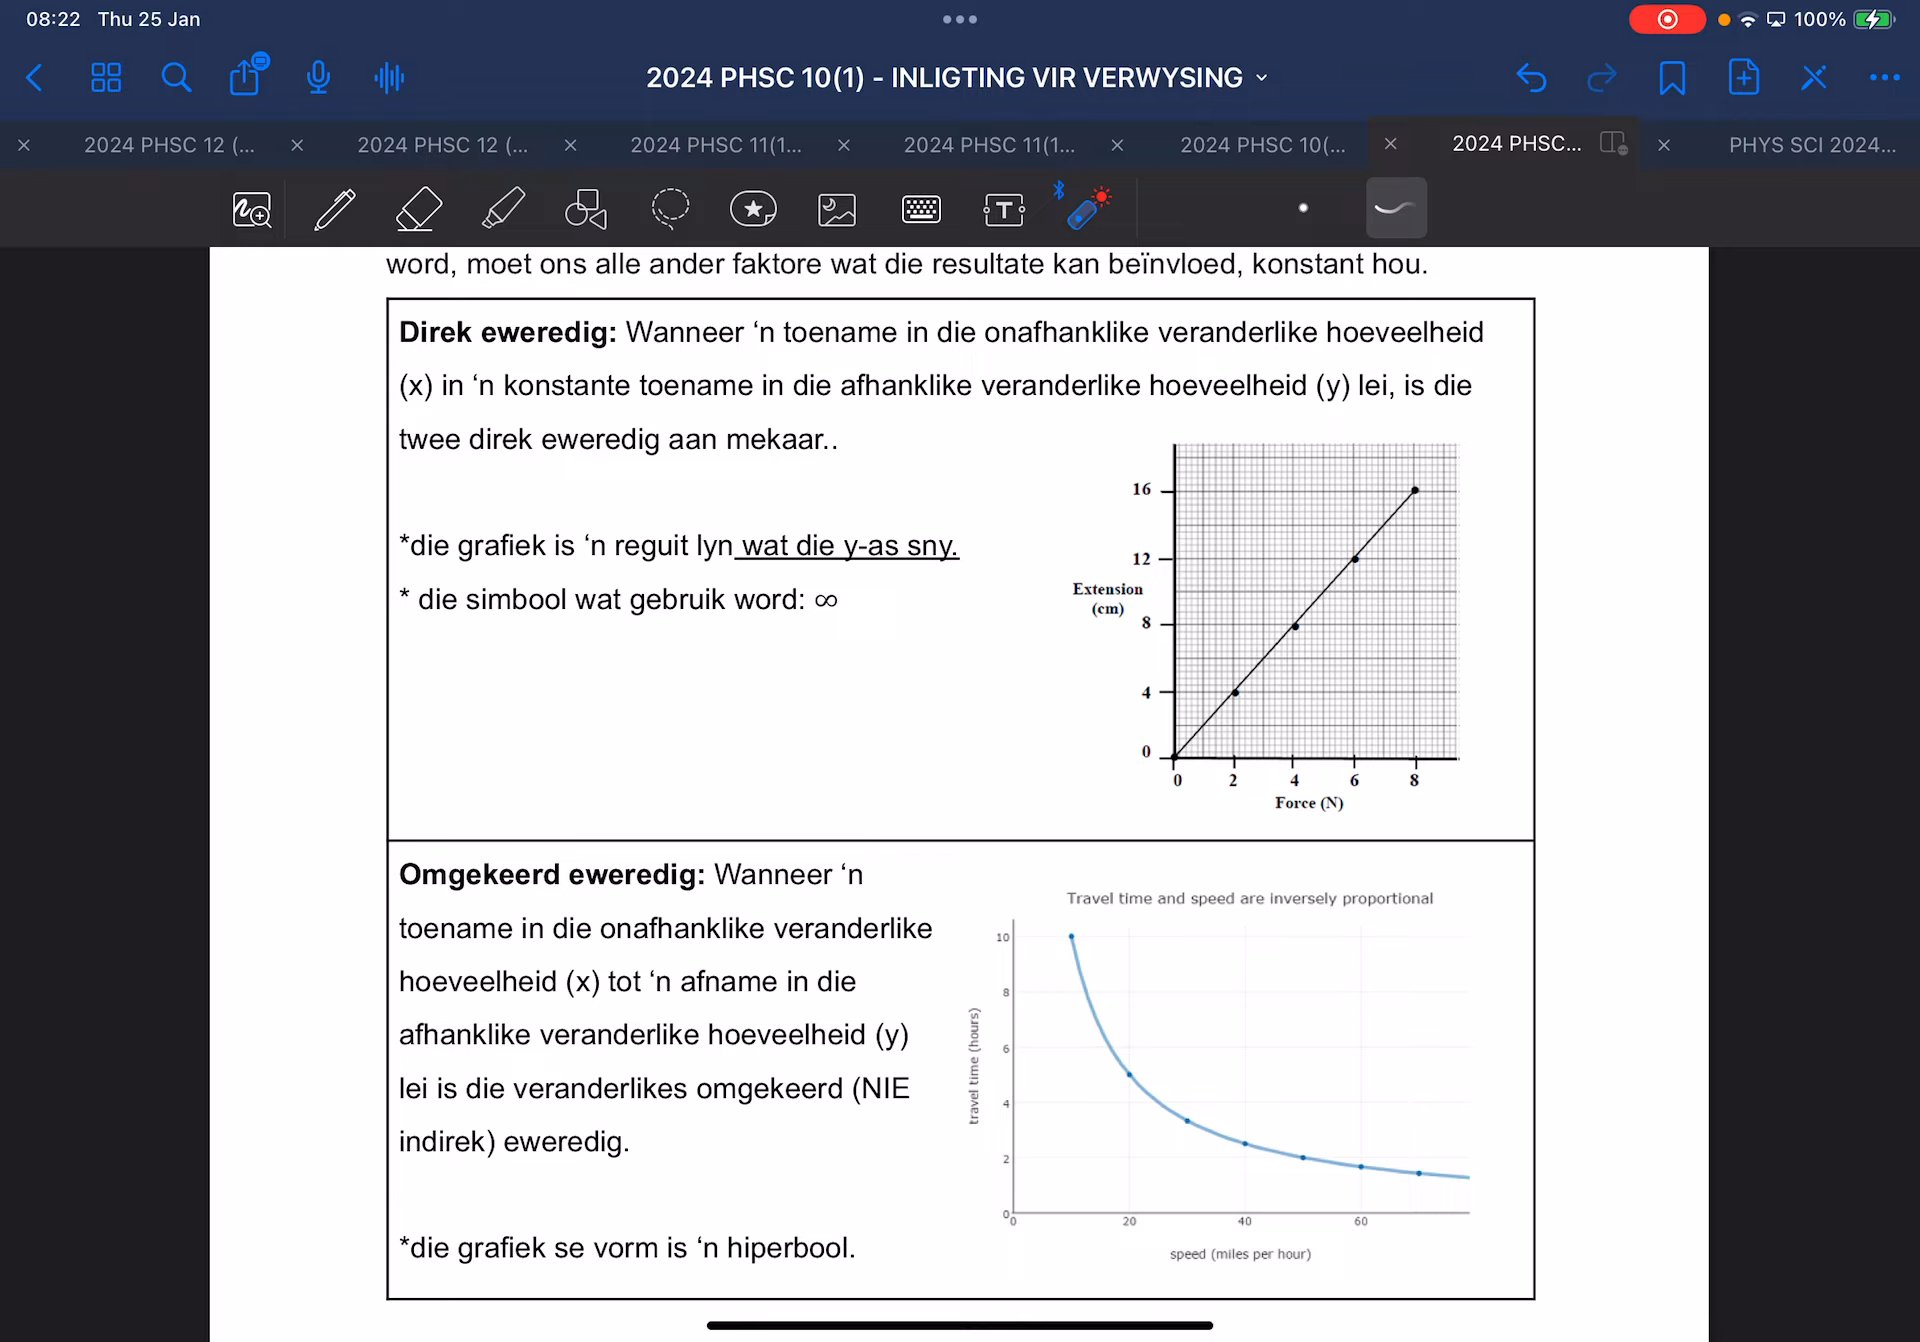 08:22 Thu 25 Jan
100%
2024 PHSC 10(1) - INLIGTING VIR VERWYSING
2024 PHSC 12 (...
2024 PHSC 12 (...
2024 PHSC 11(1...
2024 PHSC 11(1...
2024 PHSC 10(...
2024 PHSC...
PHYS SCI 2024...
word, moet ons alle ander faktore wat die resultate kan beïnvloed, konstant hou.
Direk eweredig: Wanneer ‘n toename in die onafhanklike veranderlike hoeveelheid
(x) in ‘n konstante toename in die afhanklike veranderlike hoeveelheid (y) lei, is die
twee direk eweredig aan mekaar..
*die grafiek is ‘n reguit lyn wat die y-as sny.
* die simbool wat gebruik word: ∞
16
12
Extension
(cm)
8
4
0
0 2 4 6 8
Force (N)
Omgekeerd eweredig: Wanneer ‘n
toename in die onafhanklike veranderlike
hoeveelheid (x) tot ‘n afname in die
afhanklike veranderlike hoeveelheid (y)
lei is die veranderlikes omgekeerd (NIE
indirek) eweredig.
*die grafiek se vorm is ‘n hiperbool.
Travel time and speed are inversely proportional
10
8
6
4
2
0
travel time (hours)
0 20 40 60
speed (miles per hour)